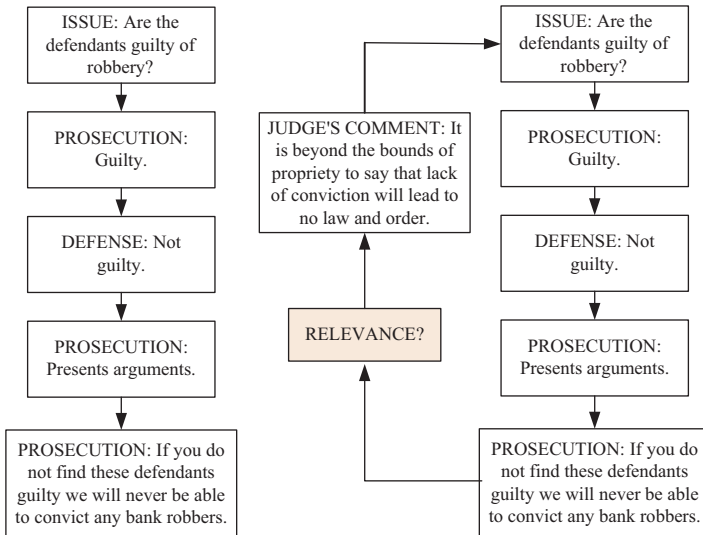 ISSUE: Are the
defendants guilty of
robbery?
PROSECUTION:
Guilty.
DEFENSE: Not
guilty.
PROSECUTION:
Presents arguments.
PROSECUTION: If you do
not find these defendants
guilty we will never be able
to convict any bank robbers.
JUDGE'S COMMENT: It
is beyond the bounds of
propriety to say that lack
of conviction will lead to
no law and order.
RELEVANCE?
ISSUE: Are the
defendants guilty of
robbery?
PROSECUTION:
Guilty.
DEFENSE: Not
guilty.
PROSECUTION:
Presents arguments.
PROSECUTION: If you do
not find these defendants
guilty we will never be able
to convict any bank robbers.